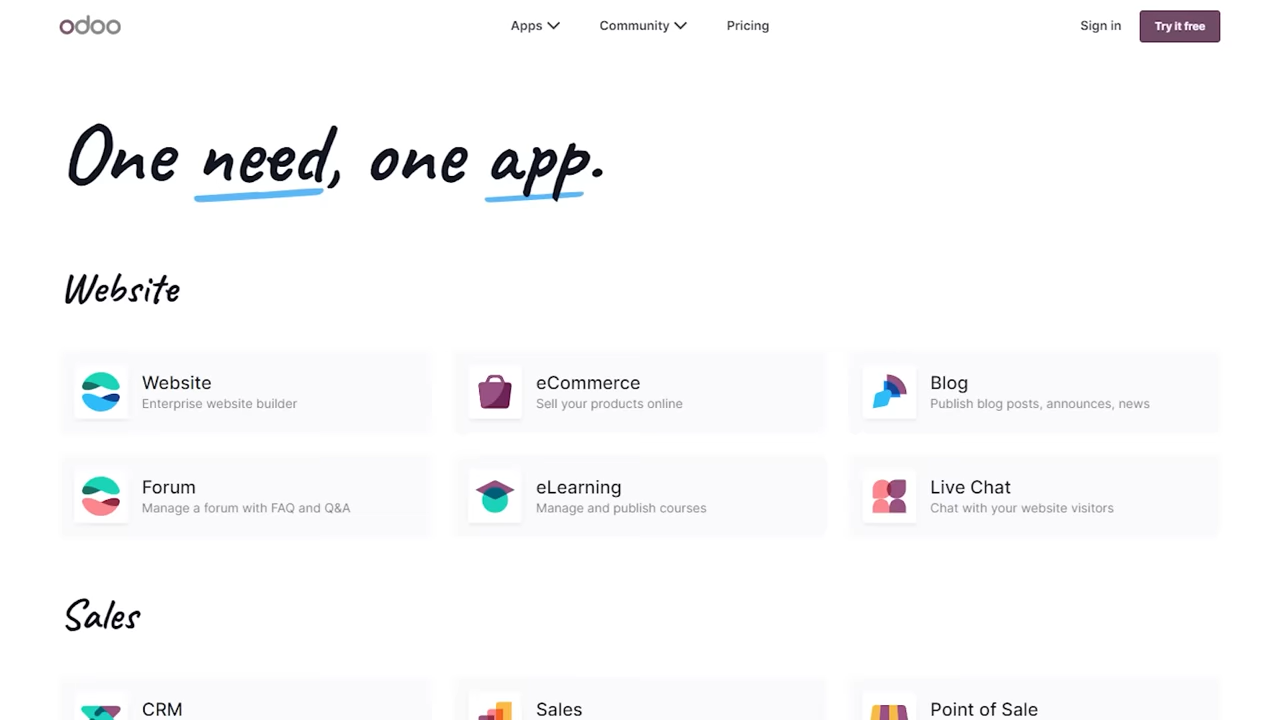 odoo
Apps
Community
Pricing
Sign in
Try it free
One need, one app.
Website
Website
Enterprise website builder
eCommerce
Sell your products online
Blog
Publish blog posts, announces, news
Forum
Manage a forum with FAQ and Q&A
eLearning
Manage and publish courses
Live Chat
Chat with your website visitors
Sales
CRM
Sales
Point of Sale